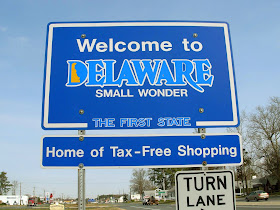 Welcome to
DELAWARE
SMALL WONDER
THE FIRST STATE
Home of Tax-Free Shopping
TURN
LANE